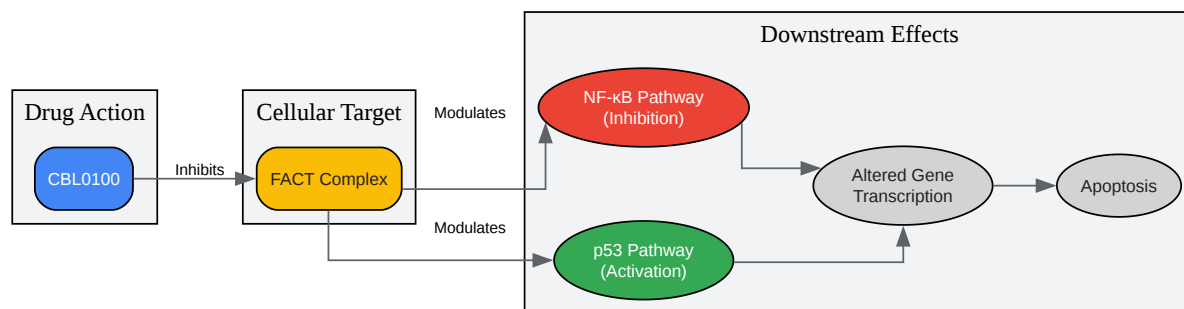 Drug Action
CBL0100
Inhibits
Cellular Target
FACT Complex
Modulates
Modulates
Downstream Effects
NF-κB Pathway
(Inhibition)
p53 Pathway
(Activation)
Altered Gene
Transcription
Apoptosis